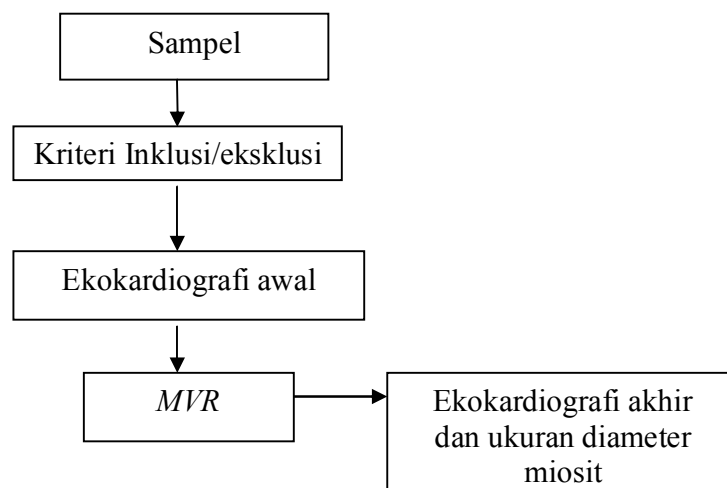 Sampel
Kriteri Inklusi/eksklusi
Ekokardiografi awal
MVR
Ekokardiografi akhir
dan ukuran diameter
miosit